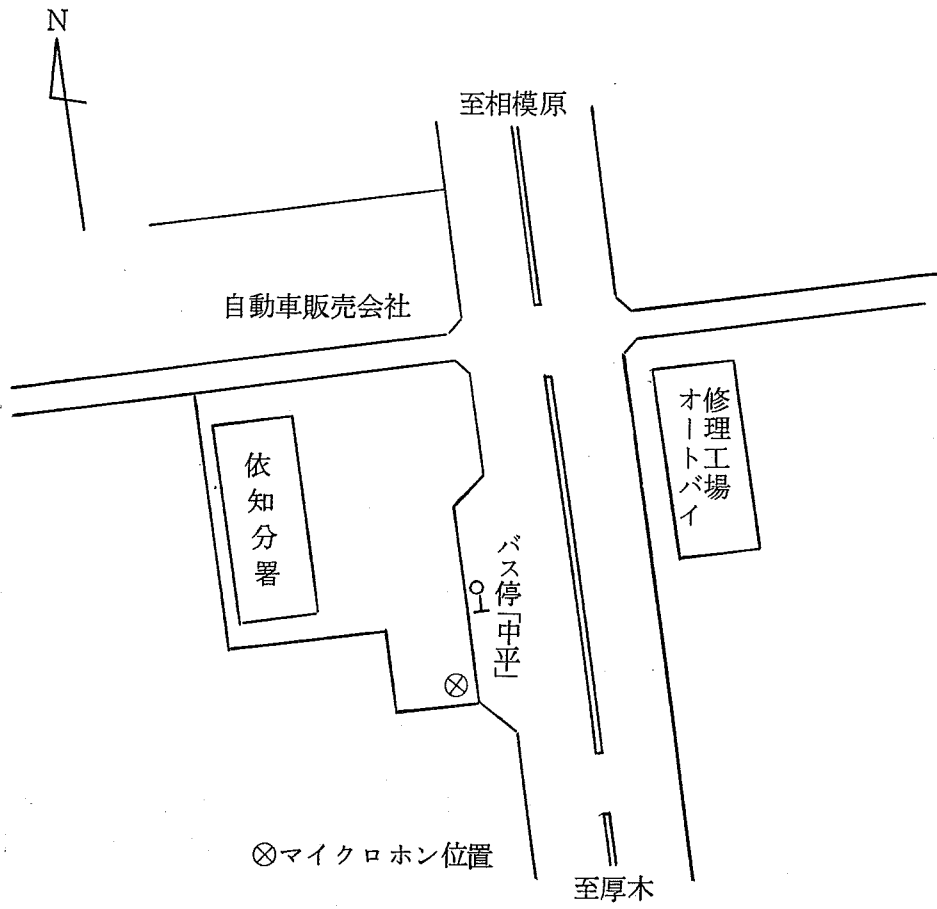 N
至相模原
自動車販売会社
修理工場
オートバイ
依知分署
バス停「中平」
⊗マイクロホン位置
至厚木